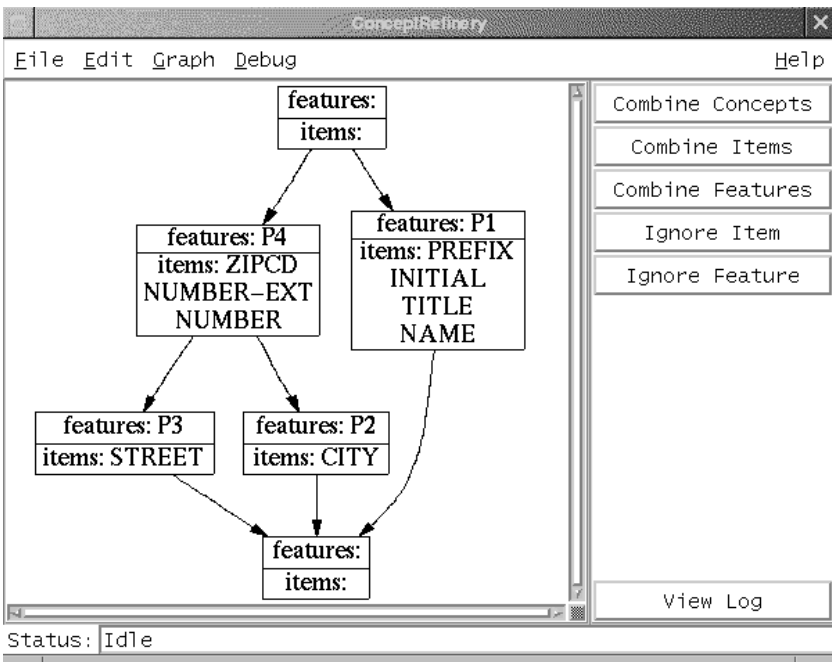 ConceptRefinery
File Edit Graph Debug Help
features:
items:
features: P4
items: ZIPCD
NUMBER-EXT
NUMBER
features: P1
items: PREFIX
INITIAL
TITLE
NAME
features: P3
items: STREET
features: P2
items: CITY
features:
items:
Combine Concepts
Combine Items
Combine Features
Ignore Item
Ignore Feature
View Log
Status: Idle